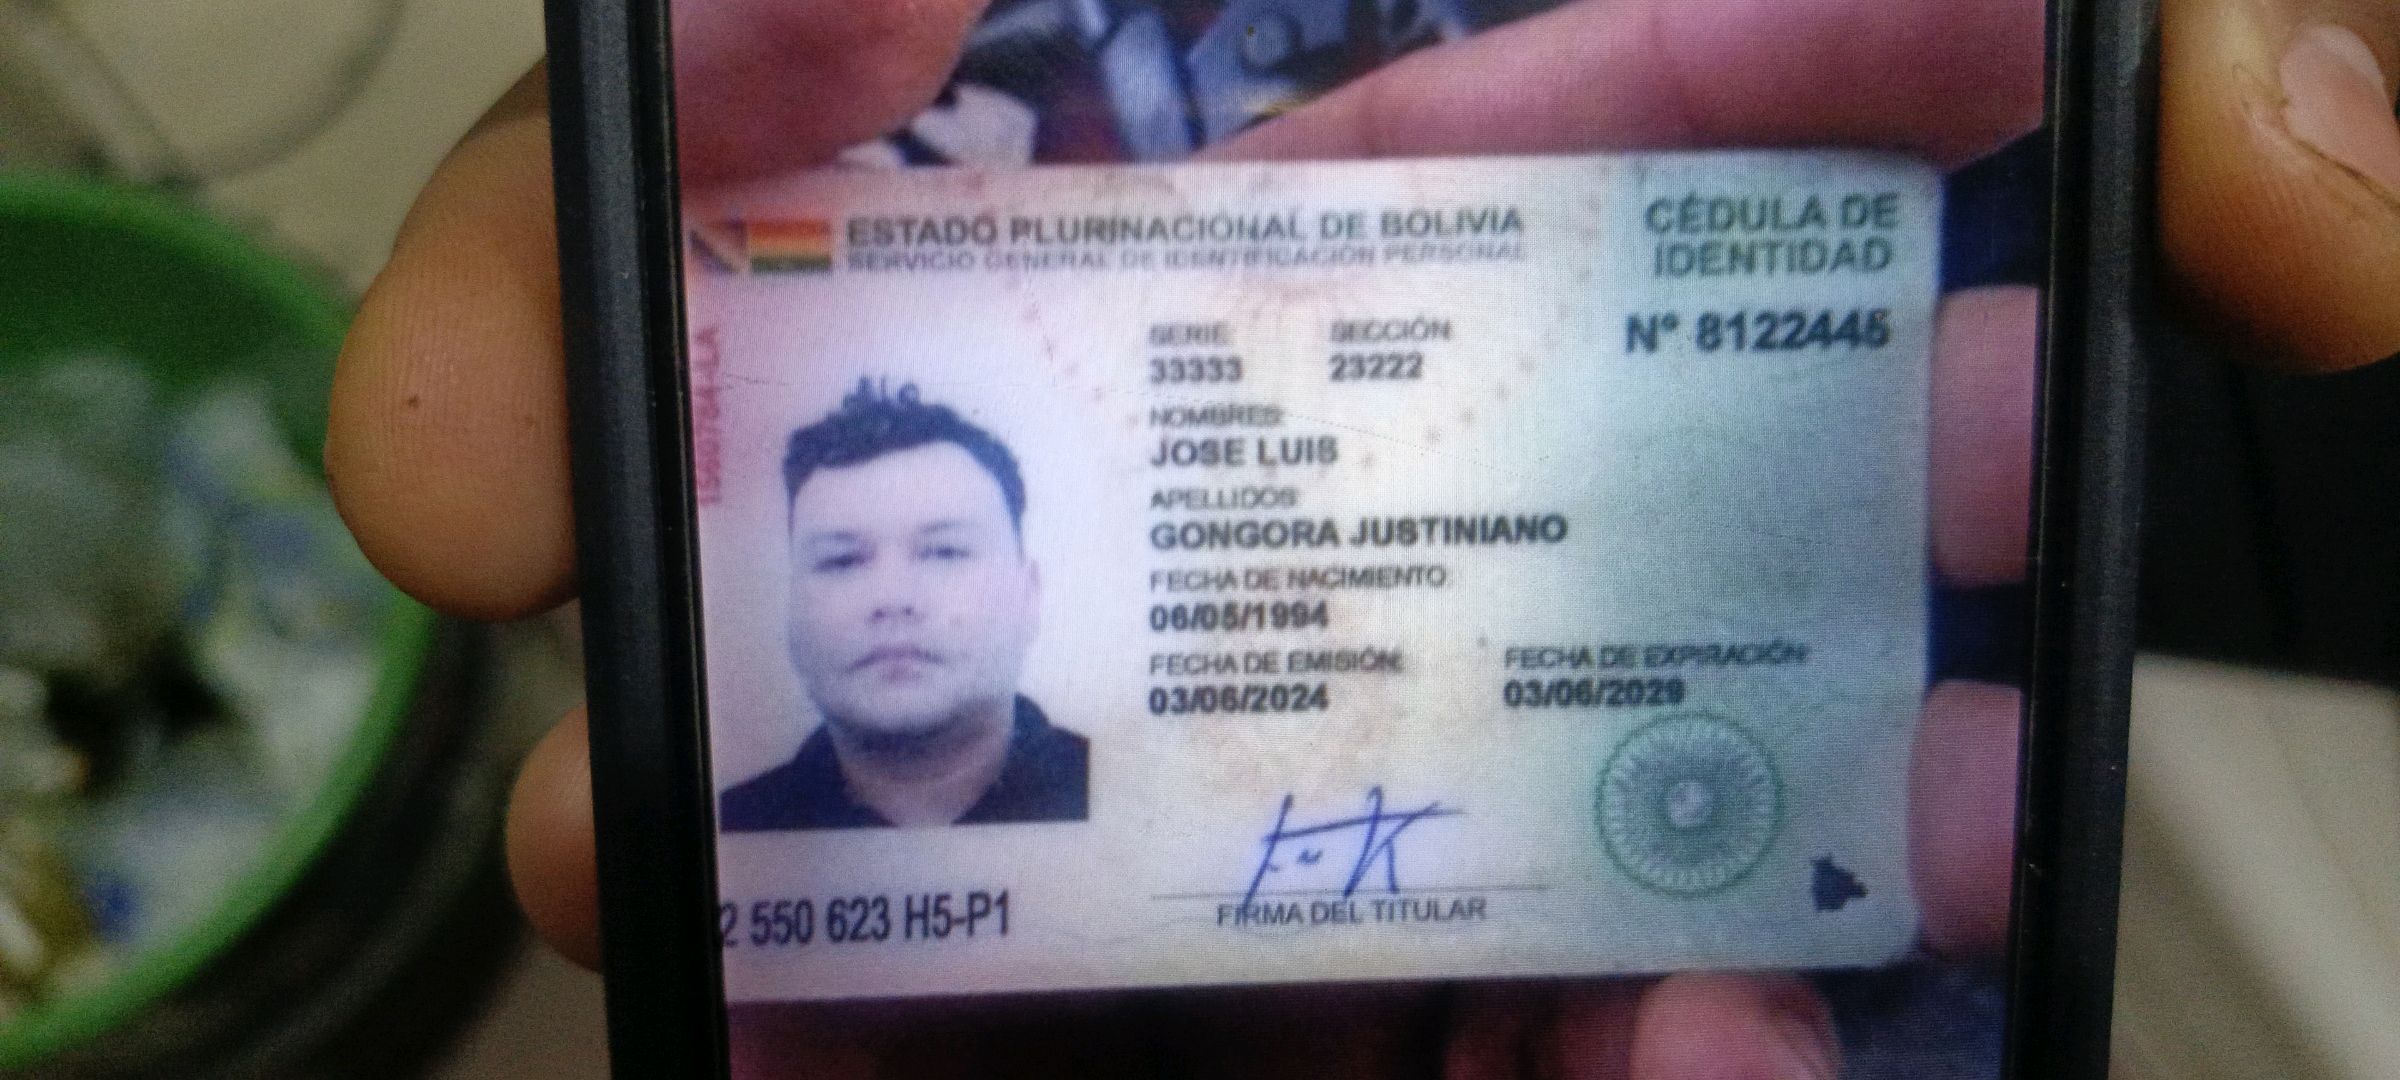 ESTADO PLURINACIONAL DE BOLIVIA
SERVICIO GENERAL DE IDENTIFICACIÓN PERSONAL
CÉDULA DE
IDENTIDAD
Nº 8122445
SERIE SECCIÓN
33333 23222
NOMBRES
JOSE LUIS
APELLIDOS
GONGORA JUSTINIANO
FECHA DE NACIMIENTO
06/05/1994
FECHA DE EMISIÓN FECHA DE EXPIRACIÓN
03/06/2024 03/06/2029
FIRMA DEL TITULAR
2 550 623 H5-P1